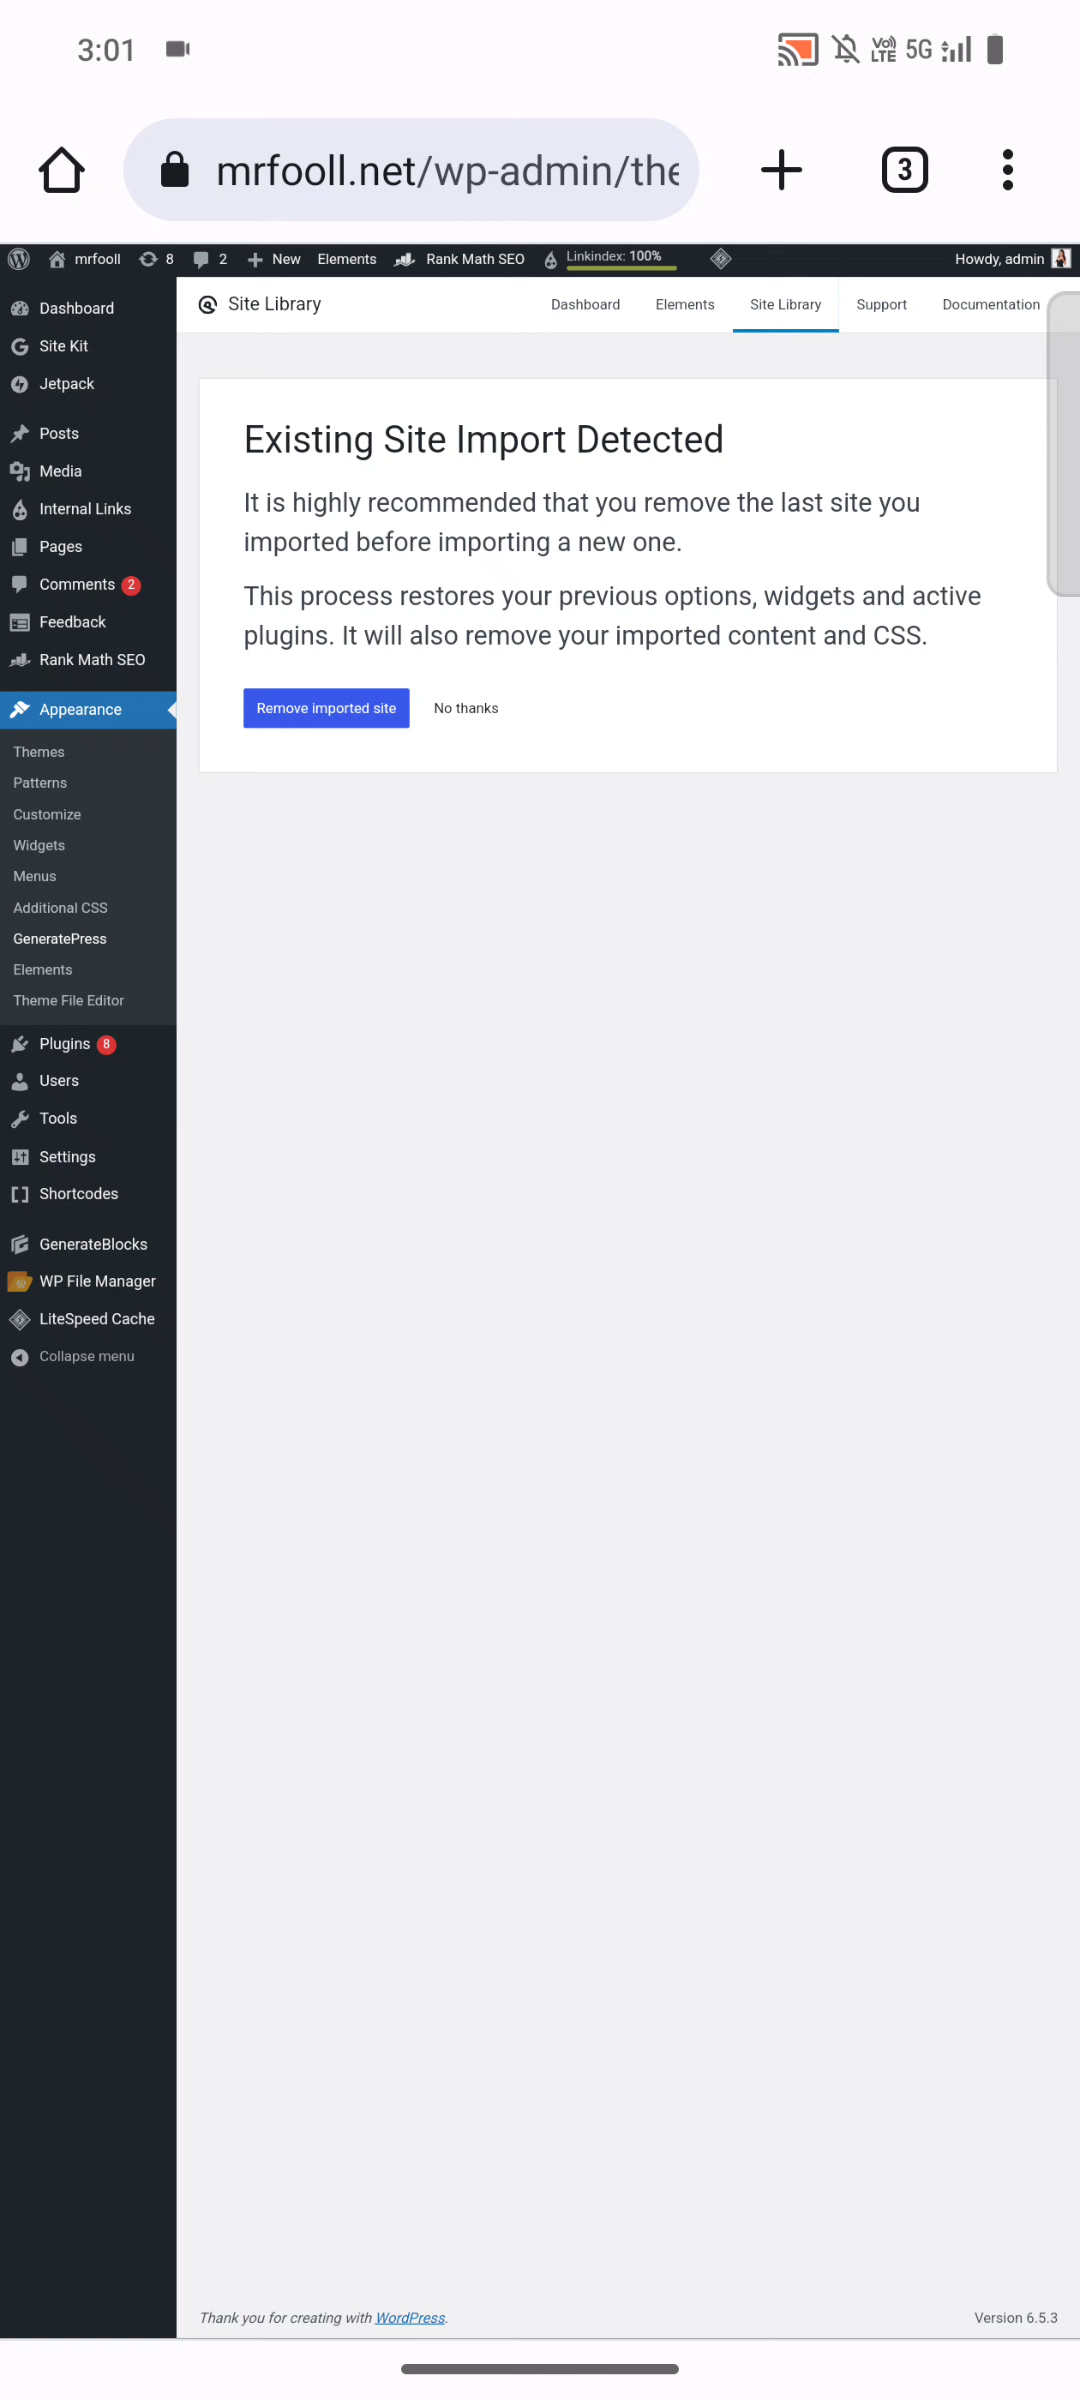 3:01
Vo)
LTE
5G
mrfooll.net/wp-admin/the
3
mrfooll
8
2
New
Elements
Rank Math SEO
Linkindex: 100%
Howdy, admin
Site Library
Dashboard
Elements
Site Library
Support
Documentation
Dashboard
Site Kit
Jetpack
Posts
Media
Internal Links
Pages
Comments 2
Feedback
Rank Math SEO
Appearance
Themes
Patterns
Customize
Widgets
Menus
Additional CSS
GeneratePress
Elements
Theme File Editor
Plugins 8
Users
Tools
Settings
Shortcodes
GenerateBlocks
WP File Manager
LiteSpeed Cache
Collapse menu
Existing Site Import Detected
It is highly recommended that you remove the last site you
imported before importing a new one.
This process restores your previous options, widgets and active
plugins. It will also remove your imported content and CSS.
Remove imported site
No thanks
Thank you for creating with WordPress.
Version 6.5.3